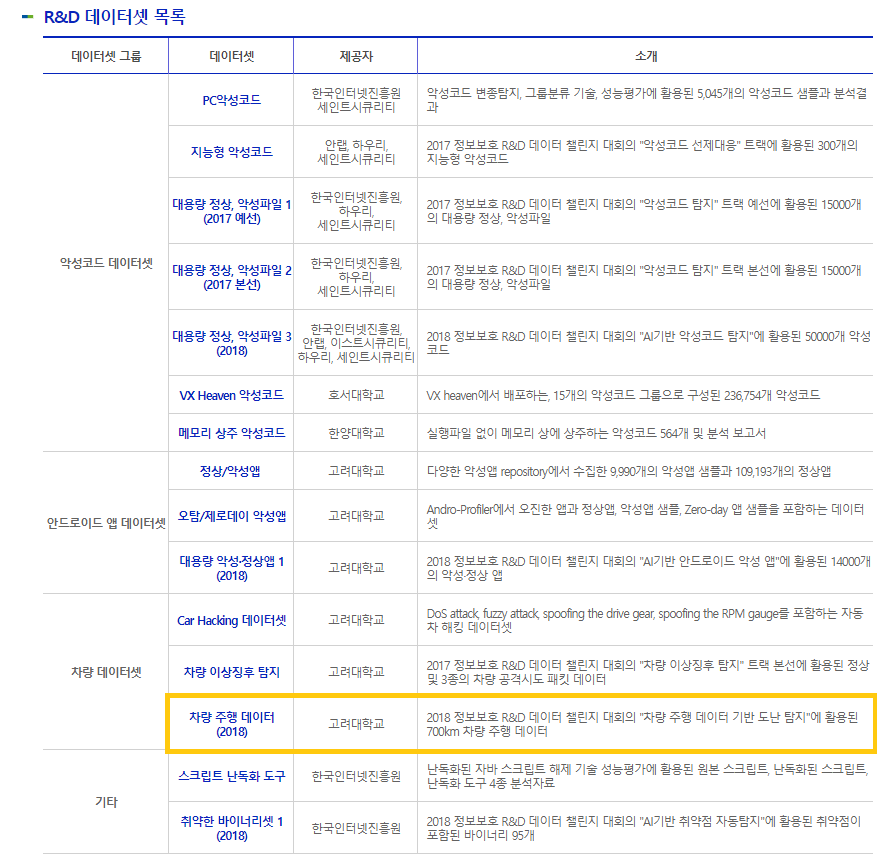 R&D 데이터셋 목록
데이터셋 그룹 데이터셋 제공자 소개
악성코드 데이터셋
PC악성코드
한국인터넷진흥원
세인트시큐리티
악성코드 변종탐지, 그룹분류 기술, 성능평가에 활용된 5,045개의 악성코드 샘플과 분석결
과
지능형 악성코드
안랩, 하우리,
세인트시큐리티
2017 정보보호 R&D 데이터 챌린지 대회의 "악성코드 선제대응" 트랙에 활용된 300개의
지능형 악성코드
대용량 정상, 악성파일 1
(2017 예선)
한국인터넷진흥원,
하우리,
세인트시큐리티
2017 정보보호 R&D 데이터 챌린지 대회의 "악성코드 탐지" 트랙 예선에 활용된 15000개
의 대용량 정상, 악성파일
대용량 정상, 악성파일 2
(2017 본선)
한국인터넷진흥원,
하우리,
세인트시큐리티
2017 정보보호 R&D 데이터 챌린지 대회의 "악성코드 탐지" 트랙 본선에 활용된 15000개
의 대용량 정상, 악성파일
대용량 정상, 악성파일 3
(2018)
한국인터넷진흥원,
안랩, 이스트시큐리티,
하우리, 세인트시큐리티
2018 정보보호 R&D 데이터 챌린지 대회의 "AI기반 악성코드 탐지"에 활용된 50000개 악성
코드
VX Heaven 악성코드
호서대학교
VX heaven에서 배포하는, 15개의 악성코드 그룹으로 구성된 236,754개 악성코드
메모리 상주 악성코드
한양대학교
실행파일 없이 메모리 상에 상주하는 악성코드 564개 및 분석 보고서
안드로이드 앱 데이터셋
정상/악성앱
고려대학교
다양한 악성앱 repository에서 수집한 9,990개의 악성앱 샘플과 109,193개의 정상앱
오탐/제로데이 악성앱
고려대학교
Andro-Profiler에서 오진한 앱과 정상앱, 악성앱 샘플, Zero-day 앱 샘플을 포함하는 데이터
셋
대용량 악성·정상앱 1
(2018)
고려대학교
2018 정보보호 R&D 데이터 챌린지 대회의 "AI기반 안드로이드 악성 앱"에 활용된 14000개
의 악성·정상 앱
차량 데이터셋
Car Hacking 데이터셋
고려대학교
DoS attack, fuzzy attack, spoofing the drive gear, spoofing the RPM gauge를 포함하는 자동
차 해킹 데이터셋
차량 이상징후 탐지
고려대학교
2017 정보보호 R&D 데이터 챌린지 대회의 "차량 이상징후 탐지" 트랙 본선에 활용된 정상
및 3종의 차량 공격시도 패킷 데이터
차량 주행 데이터
(2018)
고려대학교
2018 정보보호 R&D 데이터 챌린지 대회의 "차량 주행 데이터 기반 도난 탐지"에 활용된
700km 차량 주행 데이터
기타
스크립트 난독화 도구
한국인터넷진흥원
난독화된 자바 스크립트 해제 기술 성능평가에 활용된 원본 스크립트, 난독화된 스크립트,
난독화 도구 4종 분석자료
취약한 바이너리셋 1
(2018)
한국인터넷진흥원
2018 정보보호 R&D 데이터 챌린지 대회의 "AI기반 취약점 자동탐지"에 활용된 취약점이
포함된 바이너리 95개